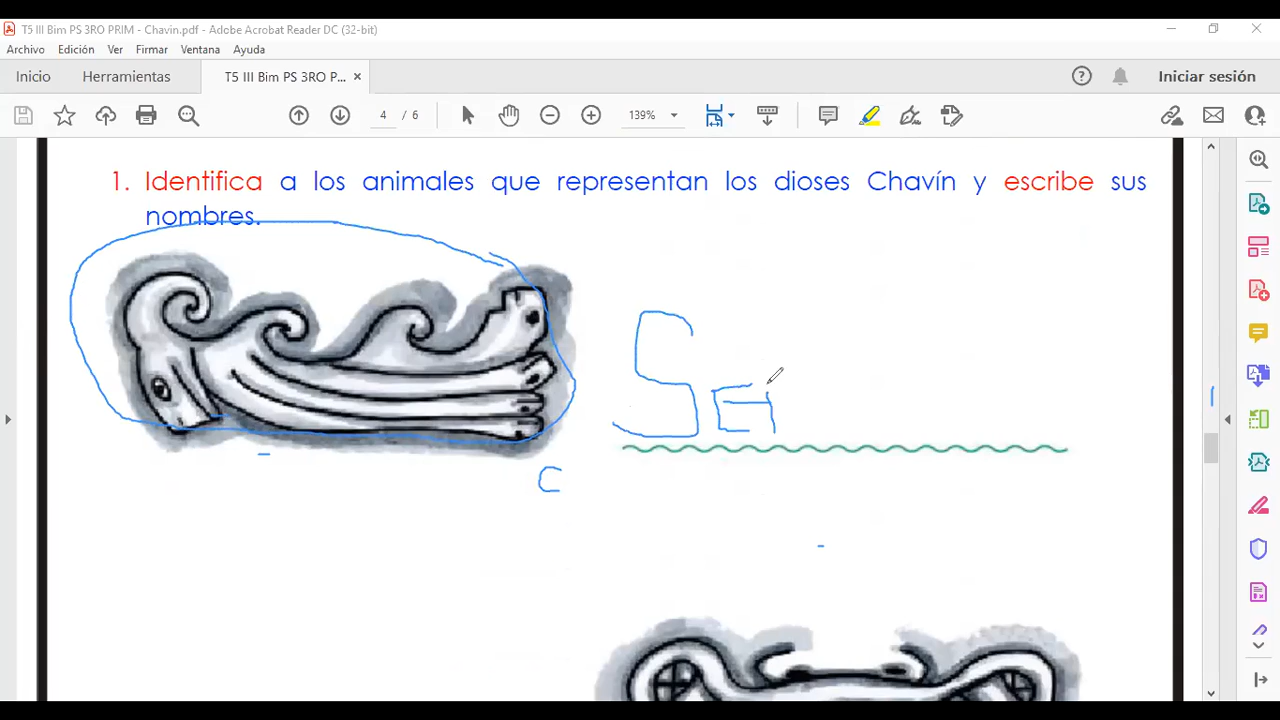 T5 III Bim PS 3RO PRIM - Chavin.pdf - Adobe Acrobat Reader DC (32-bit)
Archivo Edición Ver Firmar Ventana Ayuda
Inicio Herramientas T5 III Bim PS 3RO P... × Iniciar sesión
4 / 6 139%
1. Identifica a los animales que representan los dioses Chavín y escribe sus
nombres.
C